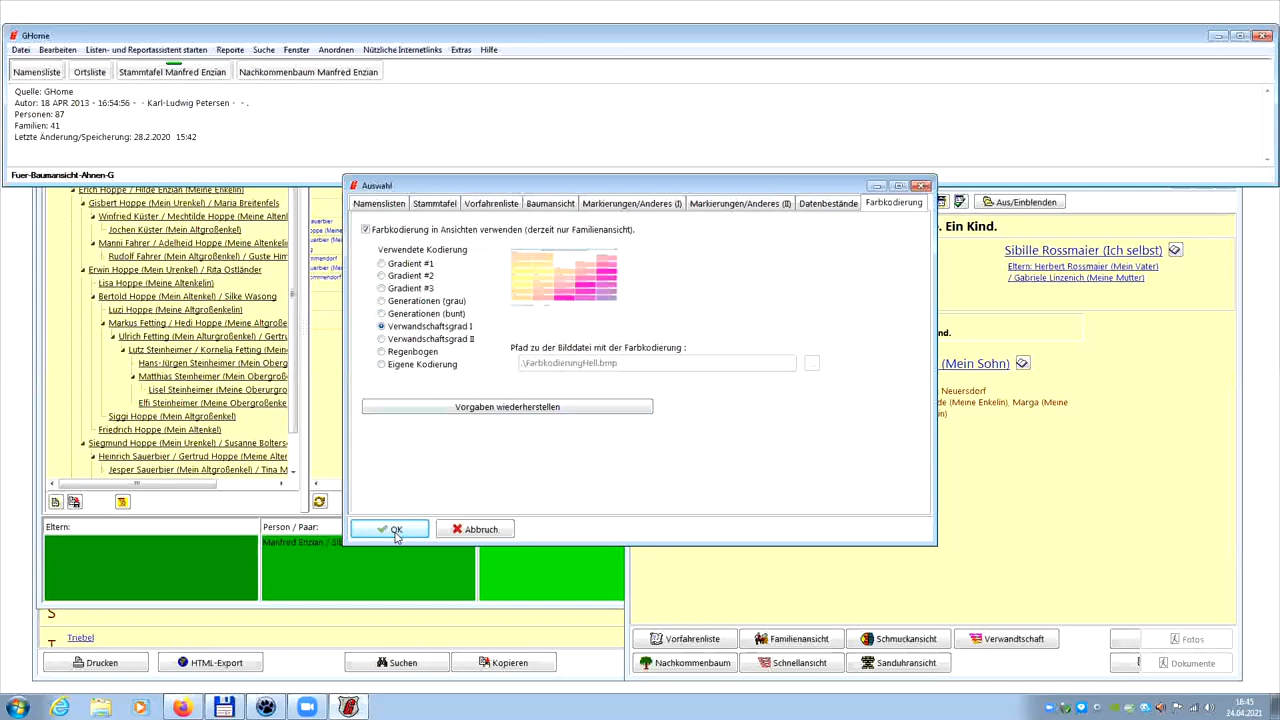 GHome
Datei Bearbeiten Listen- und Reportassistent starten Reporte Suche Fenster Anordnen Nützliche Internetlinks Extras Hilfe
Namensliste Ortsliste Stammtafel Manfred Enzian Nachkommenbaum Manfred Enzian
Quelle: GHome
Autor: 18 APR 2013 - 16:54:56 - - Karl-Ludwig Petersen - - .
Personen: 87
Familien: 41
Letzte Änderung/Speicherung: 28.2.2020 15:42
Fuer-Baumansicht-Ahnen-G
Erich Hoppe / Hilde Enzian (Meine Enkelin)
Gisbert Hoppe (Mein Urenkel) / Maria Breitenfels
Winfried Küster / Mechtilde Hoppe (Meine Altenl
Jochen Küster (Mein Altgroßenkel)
Manni Fahrer / Adelheid Hoppe (Meine Altenkelin
Rudolf Fahrer (Mein Altgroßenkel) / Guste Him
Erwin Hoppe (Mein Urenkel) / Rita Ostländer
Lisa Hoppe (Meine Altenkelin)
Bertold Hoppe (Mein Altenkel) / Silke Wasong
Luzi Hoppe (Meine Altgroßenkelin)
Markus Fetting / Hedi Hoppe (Meine Altgroße
Ulrich Fetting (Mein Alturgroßenkel) / Gertru
Lutz Steinheimer / Kornelia Fetting (Mein
Hans-Jürgen Steinheimer (Mein Oberg
Matthias Steinheimer (Mein Obergroße
Lisel Steinheimer (Meine Oberurgro
Elfi Steinheimer (Meine Obergroßenke
Siggi Hoppe (Mein Altgroßenkel)
Friedrich Hoppe (Mein Altenkel)
Siegmund Hoppe (Mein Urenkel) / Susanne Bolters
Heinrich Sauerbier (Mein Altenkel) / Meine Alter
Jesper Sauerbier (Mein Altgroßenkel) / Tina M
Auswahl
Namenslisten Stammtafel Vorfahrenliste Baumansicht Markierungen/Anderes (I) Markierungen/Anderes (II) Datenbestände Farbkodierung
Farbkodierung in Ansichten verwenden (derzeit nur Familienansicht).
Verwendete Kodierung
Gradient #1
Gradient #2
Gradient #3
Generationen (grau)
Generationen (bunt)
Verwandschaftsgrad I
Verwandschaftsgrad II
Regenbogen
Eigene Kodierung
Pfad zu der Bilddatei mit der Farbkodierung :
.\FarbkodierungHell.bmp
Vorgaben wiederherstellen
OK Abbruch
Aus/Einblenden
. Ein Kind.
Sibille Rossmaier (Ich selbst)
Eltern: Herbert Rossmaier (Mein Vater)
/ Gabriele Linzenich (Meine Mutter)
nd.
(Mein Sohn)
Neuersdorf
de (Meine Enkelin), Marga (Meine
n)
Eltern: Person / Paar:
Manfred Enzian / Sib
S
T Triebel
Drucken HTML-Export Suchen Kopieren
Vorfahrenliste Familienansicht Schmuckansicht Verwandtschaft Fotos
Nachkommenbaum Schnellansicht Sanduhransicht Dokumente
16:45
24.04.2021